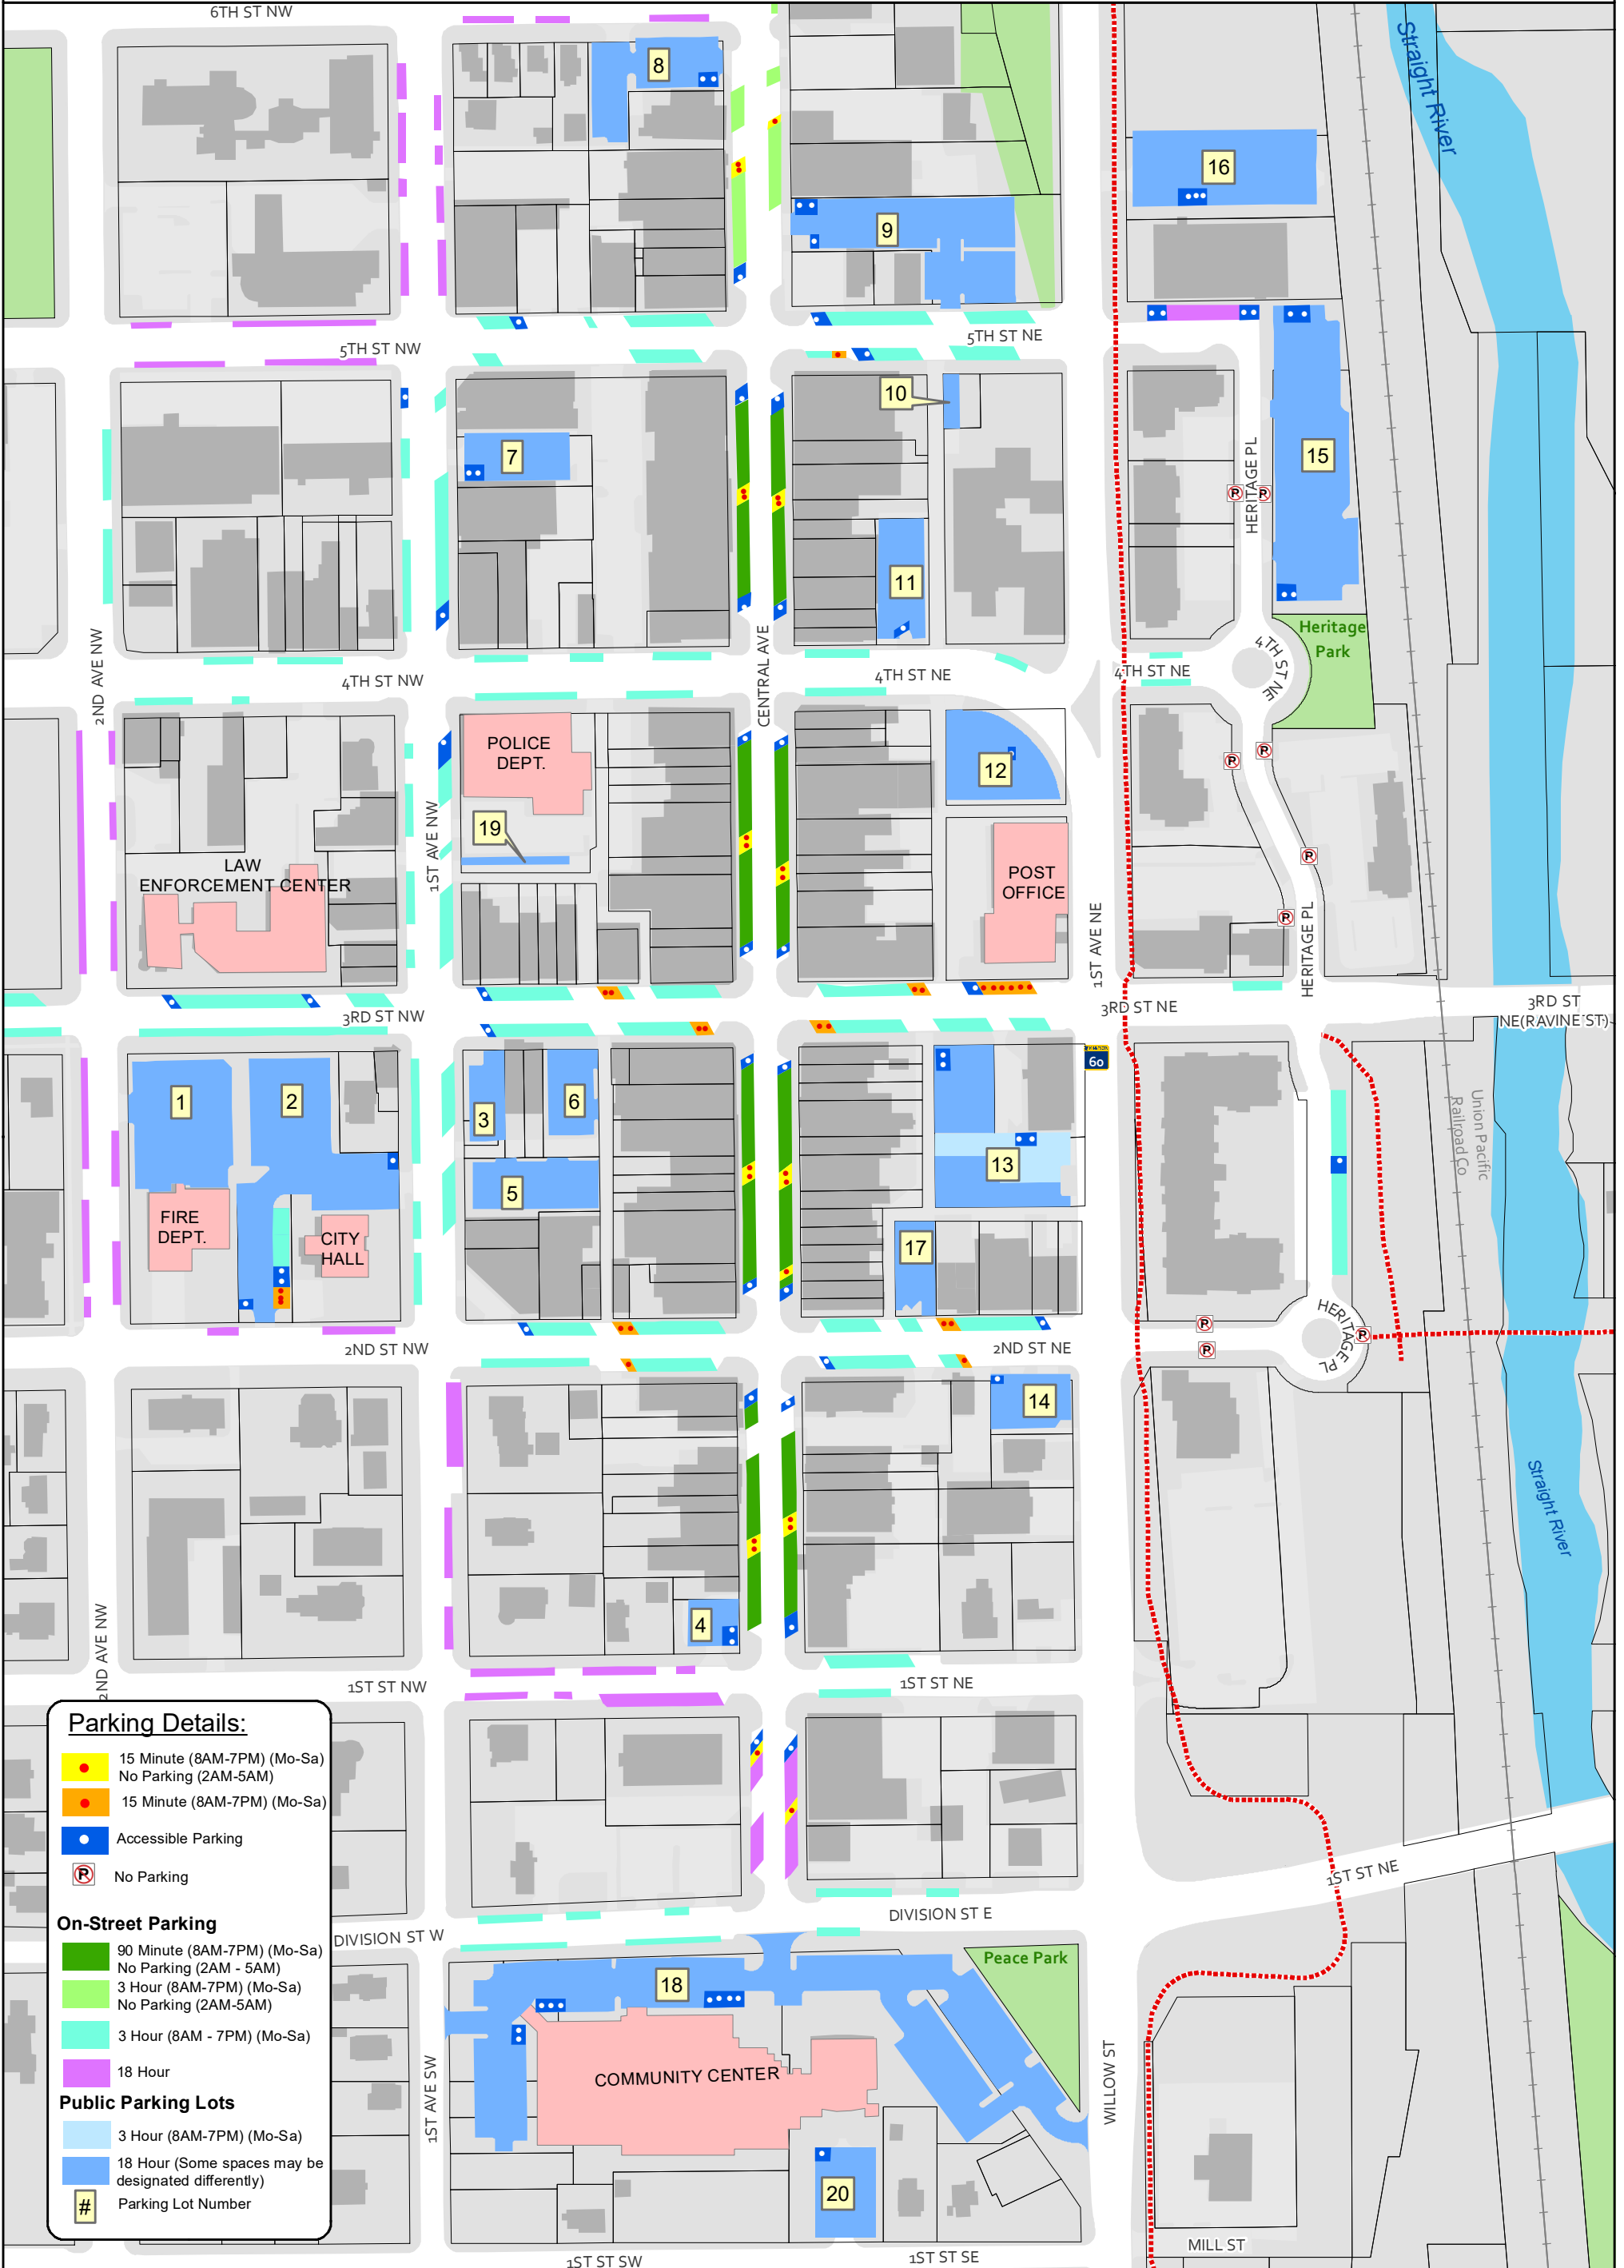 6TH ST NW
Straight River
8
16
9
5TH ST NW
5TH ST NE
10
7
15
HERITAGE PL
11
2ND AVE NW
CENTRAL AVE
Heritage
Park
4TH ST NE
4TH ST NW
4TH ST NE
4TH ST NE
POLICE
DEPT.
12
19
1ST AVE NW
LAW
ENFORCEMENT CENTER
POST
OFFICE
1ST AVE NE
HERITAGE PL
3RD ST NW
3RD ST NE
3RD ST
NE(RAVINE ST)
60
1
2
3
6
13
5
Union Pacific
Railroad Co
FIRE
DEPT.
CITY
HALL
17
HERITAGE PL
2ND ST NW
2ND ST NE
14
Straight River
4
2ND AVE NW
1ST ST NW
1ST ST NE
Parking Details:
15 Minute (8AM-7PM) (Mo-Sa)
No Parking (2AM-5AM)
15 Minute (8AM-7PM) (Mo-Sa)
Accessible Parking
P
No Parking
On-Street Parking
90 Minute (8AM-7PM) (Mo-Sa)
No Parking (2AM - 5AM)
3 Hour (8AM-7PM) (Mo-Sa)
No Parking (2AM-5AM)
3 Hour (8AM - 7PM) (Mo-Sa)
18 Hour
Public Parking Lots
3 Hour (8AM-7PM) (Mo-Sa)
18 Hour (Some spaces may be
designated differently)
#
Parking Lot Number
1ST ST NE
DIVISION ST W
DIVISION ST E
Peace Park
18
COMMUNITY CENTER
1ST AVE SW
WILLOW ST
20
MILL ST
1ST ST SW
1ST ST SE